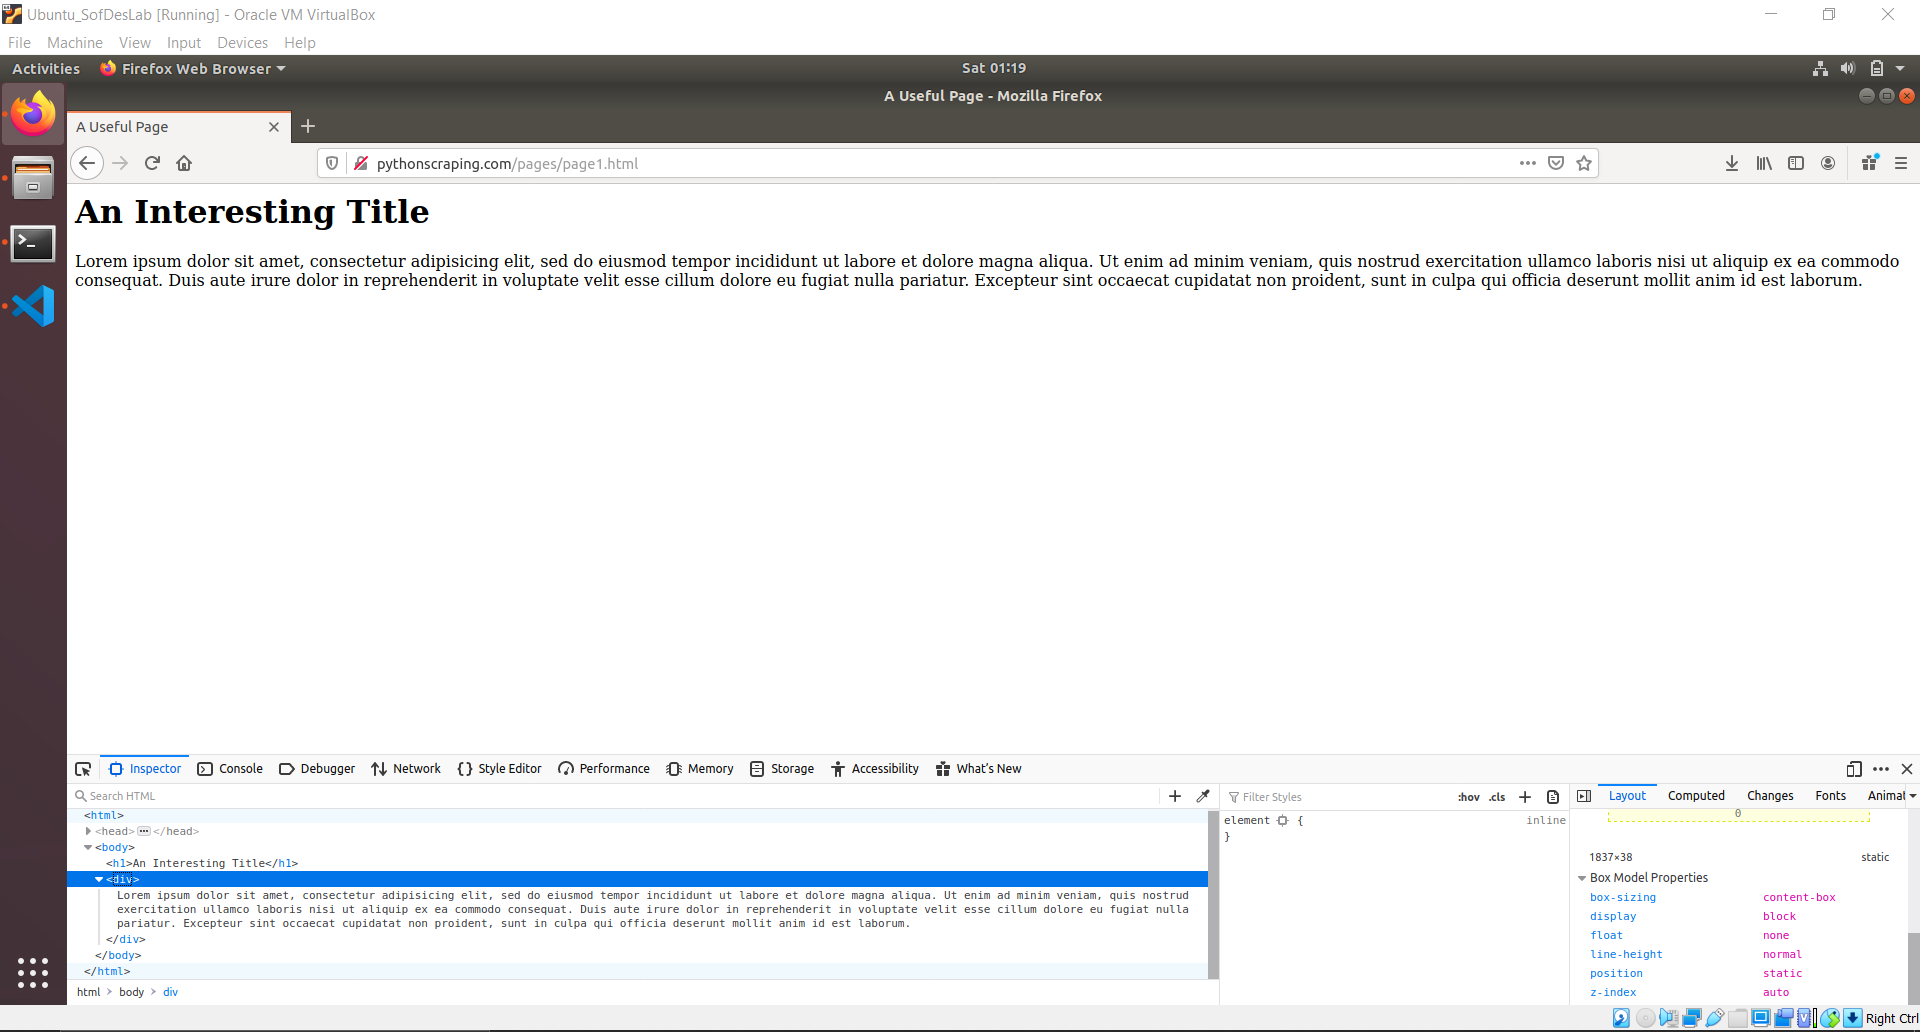 Ubuntu_SofDesLab [Running] - Oracle VM VirtualBox
File Machine View Input Devices Help
Activities Firefox Web Browser Sat 01:19
A Useful Page - Mozilla Firefox
A Useful Page
pythonscraping.com/pages/page1.html
An Interesting Title
Lorem ipsum dolor sit amet, consectetur adipisicing elit, sed do eiusmod tempor incididunt ut labore et dolore magna aliqua. Ut enim ad minim veniam, quis nostrud exercitation ullamco laboris nisi ut aliquip ex ea commodo
consequat. Duis aute irure dolor in reprehenderit in voluptate velit esse cillum dolore eu fugiat nulla pariatur. Excepteur sint occaecat cupidatat non proident, sunt in culpa qui officia deserunt mollit anim id est laborum.
Inspector Console Debugger Network Style Editor Performance Memory Storage Accessibility What's New
Search HTML
<html>
<head> ••• </head>
<body>
<h1>An Interesting Title</h1>
<div>
Lorem ipsum dolor sit amet, consectetur adipisicing elit, sed do eiusmod tempor incididunt ut labore et dolore magna aliqua. Ut enim ad minim veniam, quis nostrud
exercitation ullamco laboris nisi ut aliquip ex ea commodo consequat. Duis aute irure dolor in reprehenderit in voluptate velit esse cillum dolore eu fugiat nulla
pariatur. Excepteur sint occaecat cupidatat non proident, sunt in culpa qui officia deserunt mollit anim id est laborum.
</div>
</body>
</html>
html > body > div
Filter Styles :hov .cls
element { inline
}
Layout Computed Changes Fonts Animat
0
1837×38 static
Box Model Properties
box-sizing content-box
display block
float none
line-height normal
position static
z-index auto
Right Ctrl